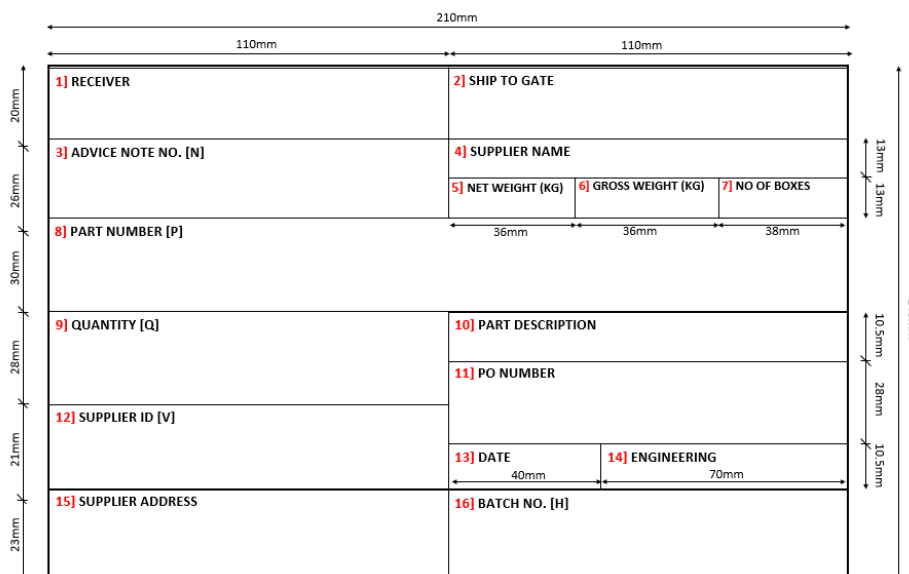 210mm
110mm 110mm
1] RECEIVER 2] SHIP TO GATE
20mm
3] ADVICE NOTE NO. [N] 4] SUPPLIER NAME
13mm
26mm
5] NET WEIGHT (KG) 6] GROSS WEIGHT (KG) 7] NO OF BOXES
13mm
8] PART NUMBER [P]
36mm 36mm 38mm
30mm
9] QUANTITY [Q] 10] PART DESCRIPTION
10.5mm
28mm
11] PO NUMBER
28mm
12] SUPPLIER ID [V]
21mm
13] DATE 14] ENGINEERING
10.5mm
40mm 70mm
15] SUPPLIER ADDRESS 16] BATCH NO. [H]
23mm